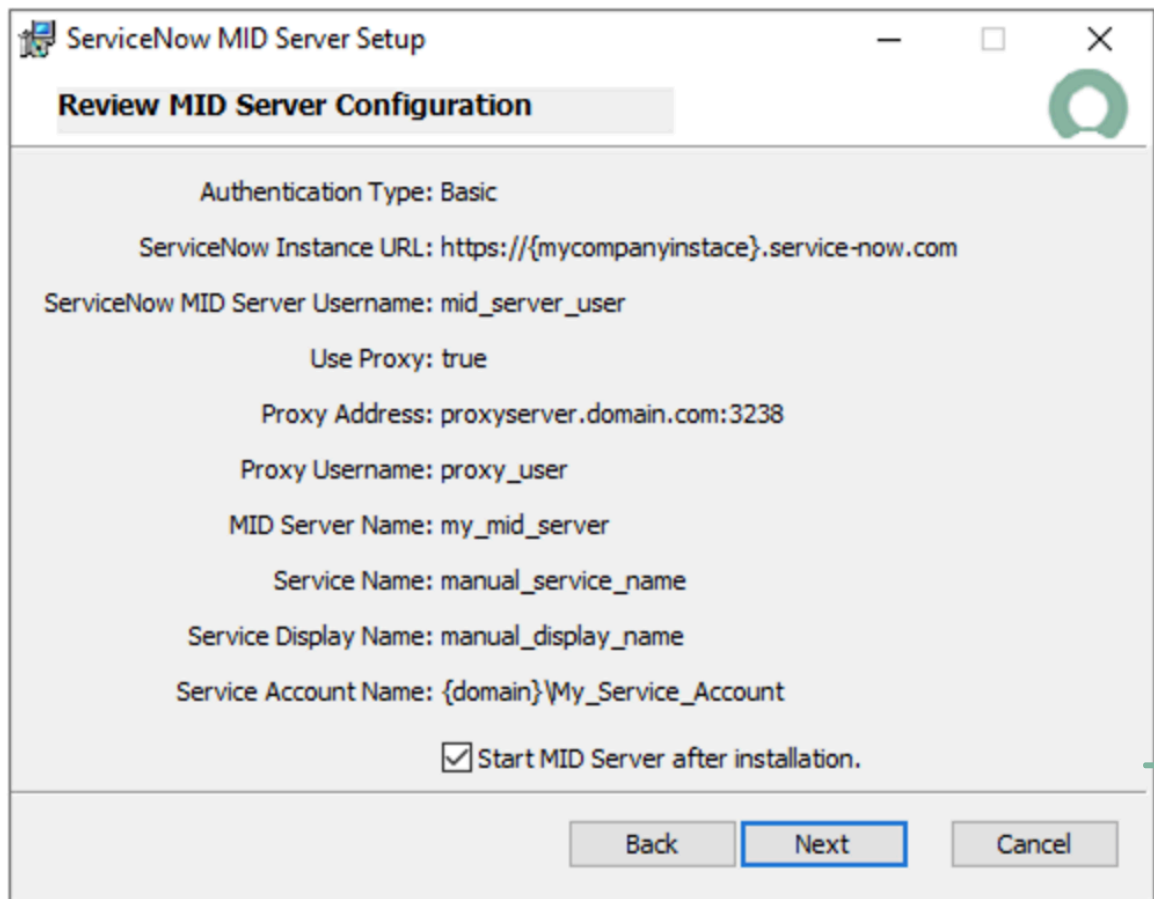 ServiceNow MID Server Setup
Review MID Server Configuration
Authentication Type: Basic
ServiceNow Instance URL: https://{mycompanyinstace}.service-now.com
ServiceNow MID Server Username: mid_server_user
Use Proxy: true
Proxy Address: proxyserver.domain.com:3238
Proxy Username: proxy_user
MID Server Name: my_mid_server
Service Name: manual_service_name
Service Display Name: manual_display_name
Service Account Name: {domain}\My_Service_Account
Start MID Server after installation.
Back Next Cancel